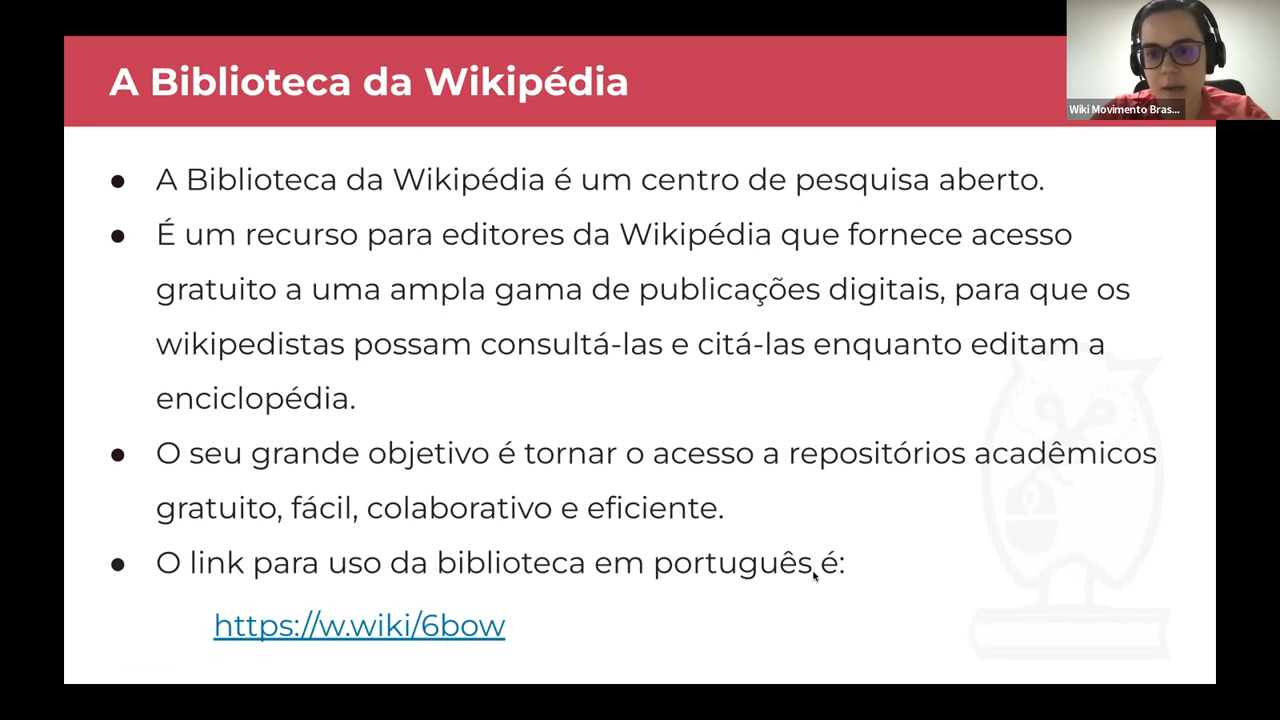 A Biblioteca da Wikipédia
Wiki Movimento Bras...
● A Biblioteca da Wikipédia é um centro de pesquisa aberto.
● É um recurso para editores da Wikipédia que fornece acesso
gratuito a uma ampla gama de publicações digitais, para que os
wikipedistas possam consultá-las e citá-las enquanto editam a
enciclopédia.
● O seu grande objetivo é tornar o acesso a repositórios acadêmicos
gratuito, fácil, colaborativo e eficiente.
● O link para uso da biblioteca em português é:
https://w.wiki/6bow